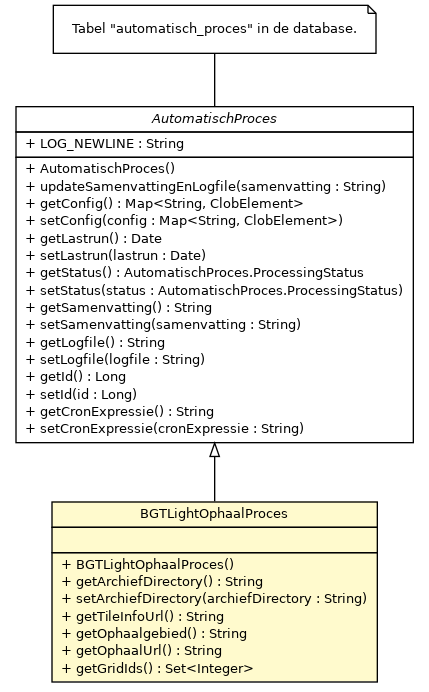 Tabel "automatisch_proces" in de database.
AutomatischProces
+ LOG_NEWLINE : String
+ AutomatischProces()
+ updateSamenvattingEnLogfile(samenvatting : String)
+ getConfig() : Map<String, ClobElement>
+ setConfig(config : Map<String, ClobElement>)
+ getLastrun() : Date
+ setLastrun(lastrun : Date)
+ getStatus() : AutomatischProces.ProcessingStatus
+ setStatus(status : AutomatischProces.ProcessingStatus)
+ getSamenvatting() : String
+ setSamenvatting(samenvatting : String)
+ getLogfile() : String
+ setLogfile(logfile : String)
+ getId() : Long
+ setId(id : Long)
+ getCronExpressie() : String
+ setCronExpressie(cronExpressie : String)
BGTLightOphaalProces
+ BGTLightOphaalProces()
+ getArchiefDirectory() : String
+ setArchiefDirectory(archiefDirectory : String)
+ getTileInfoUrl() : String
+ getOphaalgebied() : String
+ getOphaalUrl() : String
+ getGridIds() : Set<Integer>